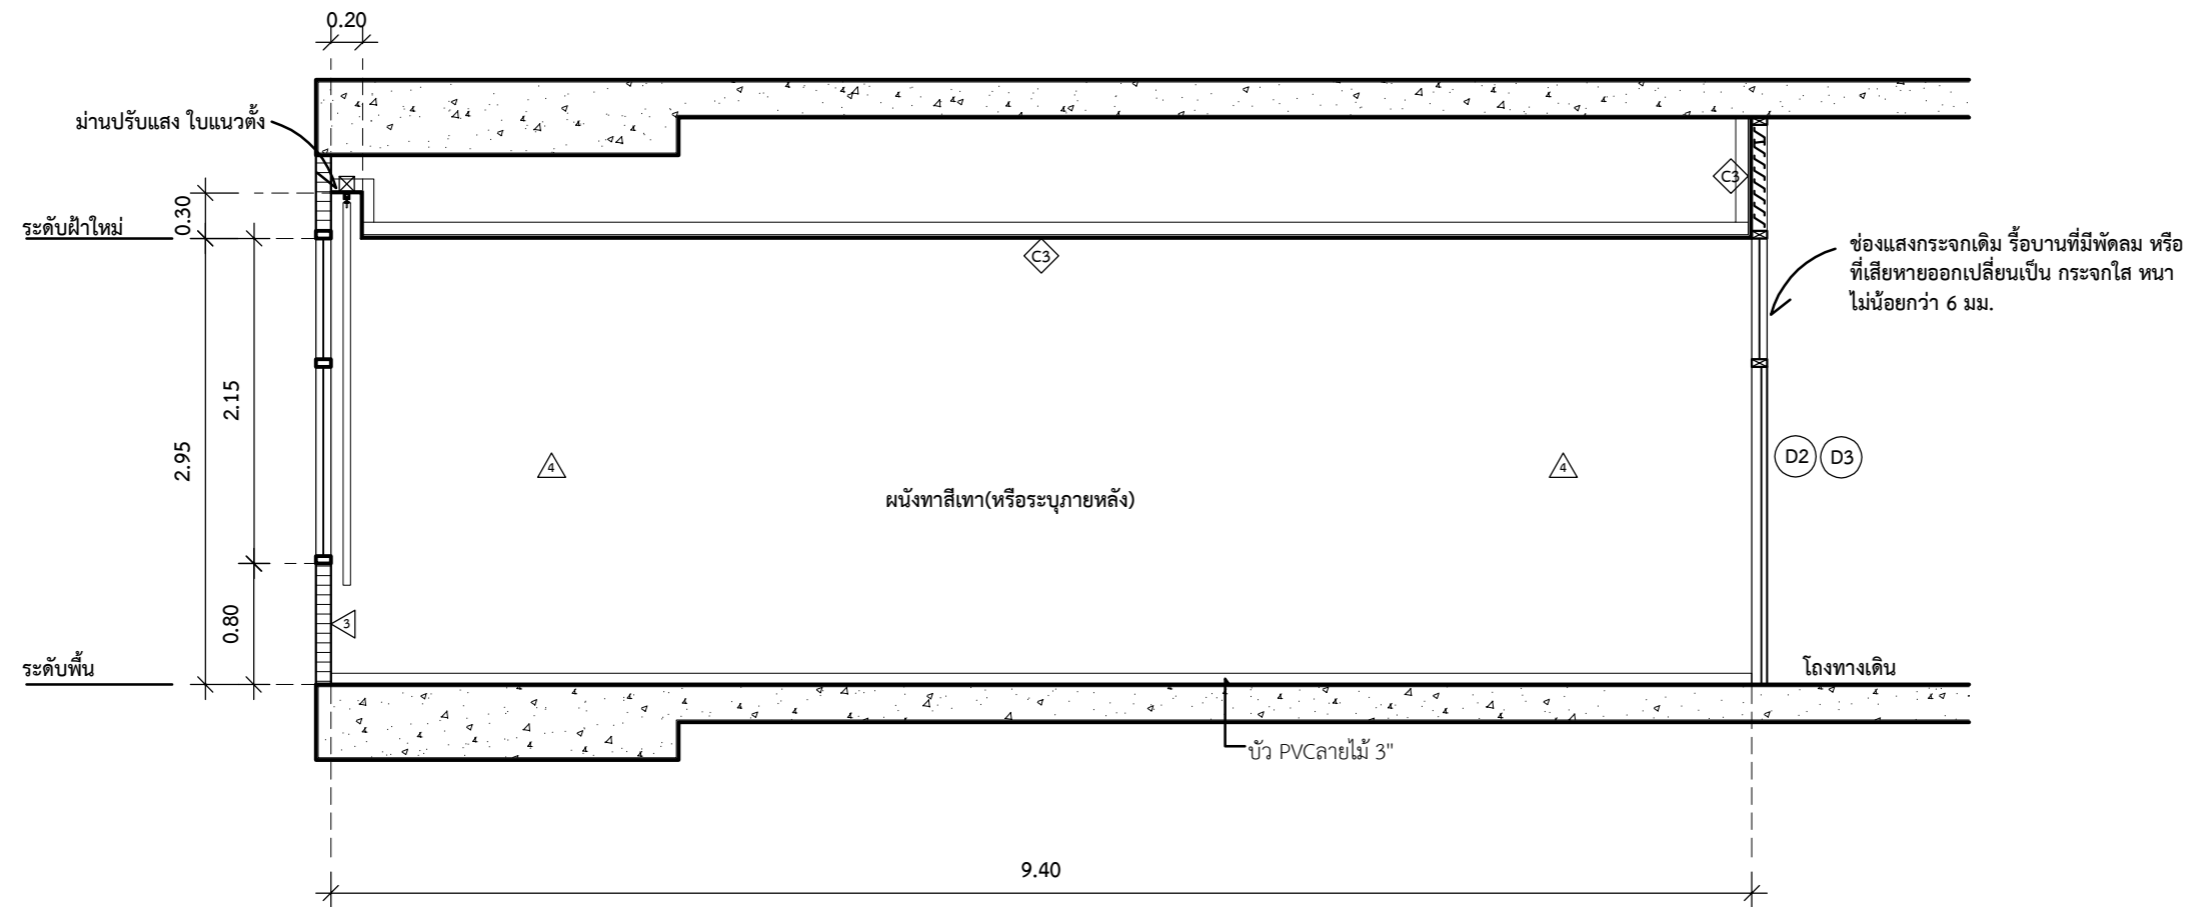 0.20
ม่านปรับแสง ใบแนวตั้ง
0.30
ระดับฝ้าใหม่
C3
C3
ช่องแสงกระจกเดิม รื้อบานที่มีพัดลม หรือ
ที่เสียหายออกเปลี่ยนเป็น กระจกใส หนา
ไม่น้อยกว่า 6 มม.
2.15
2.95
4
4
D2 D3
ผนังทาสีเทา(หรือระบุภายหลัง)
0.80
3
ระดับพื้น
โถงทางเดิน
บัว PVCลายไม้ 3"
9.40